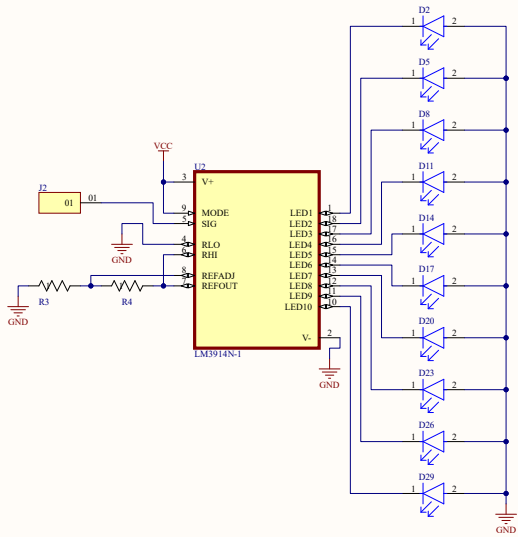 D2
1 2
D5
1 2
D8
1 2
D11
1 2
D14
1 2
D17
1 2
D20
1 2
D23
1 2
D26
1 2
D29
1 2
GND
VCC
U2
3 V+
J2
01 01
9 MODE
5 SIG
4 RLO
6 RHI
8 REFADJ
7 REFOUT
GND
R3
R4
GND
LED1 1
LED2 8
LED3 7
LED4 6
LED5 5
LED6 4
LED7 3
LED8 2
LED9 1
LED10 0
V- 2
LM3914N-1
GND